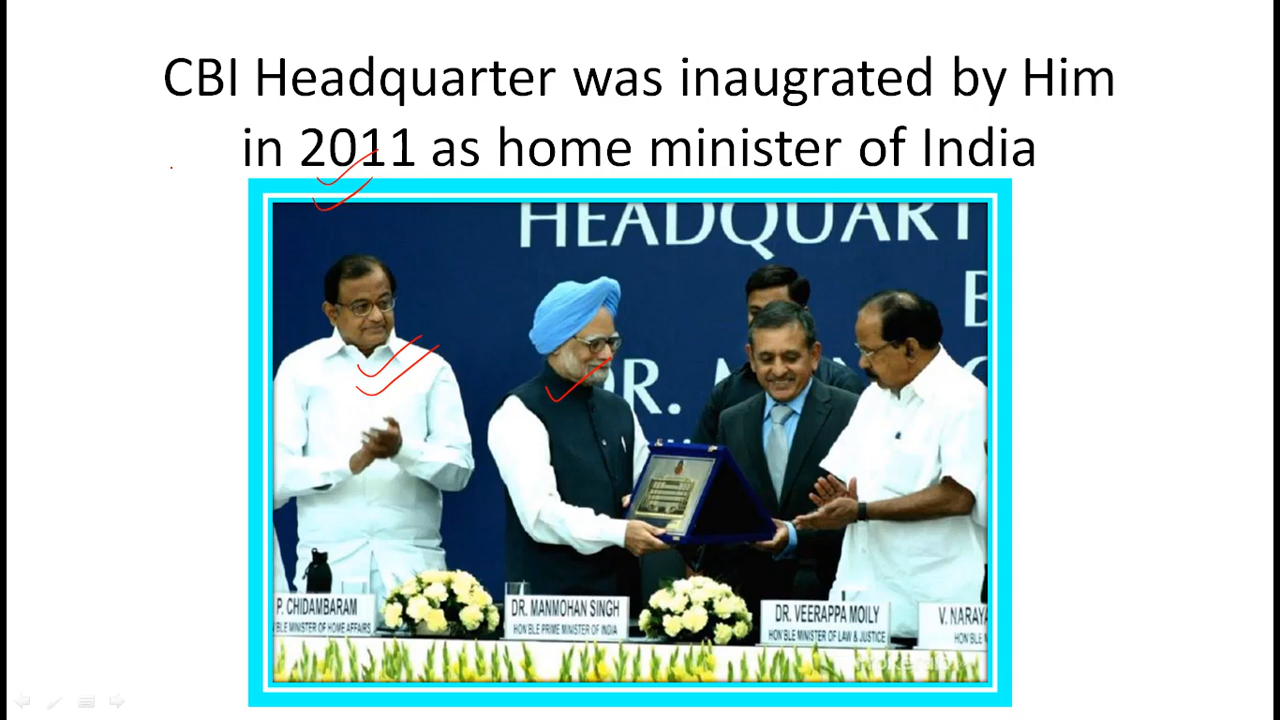 CBI Headquarter was inaugrated by Him
in 2011 as home minister of India
HEADQUART
B
DR. M
P. CHIDAMBARAM
BLE MINISTER OF HOME AFFAIRS
DR. MANMOHAN SINGH
HON'BLE PRIME MINISTER OF INDIA
DR. VEERAPPA MOILY
HON'BLE MINISTER OF LAW & JUSTICE
V. NARAYA
HON'BLE M